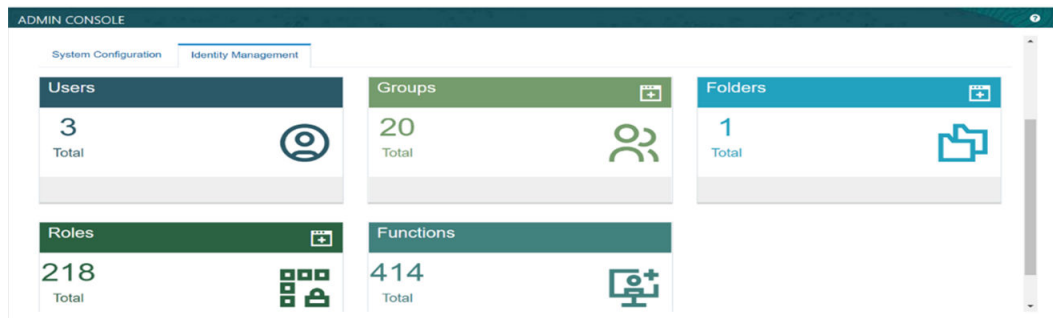 ADMIN CONSOLE
System Configuration Identity Management
Users Groups Folders
3 20 1
Total Total Total
Roles Functions
218 414
Total Total